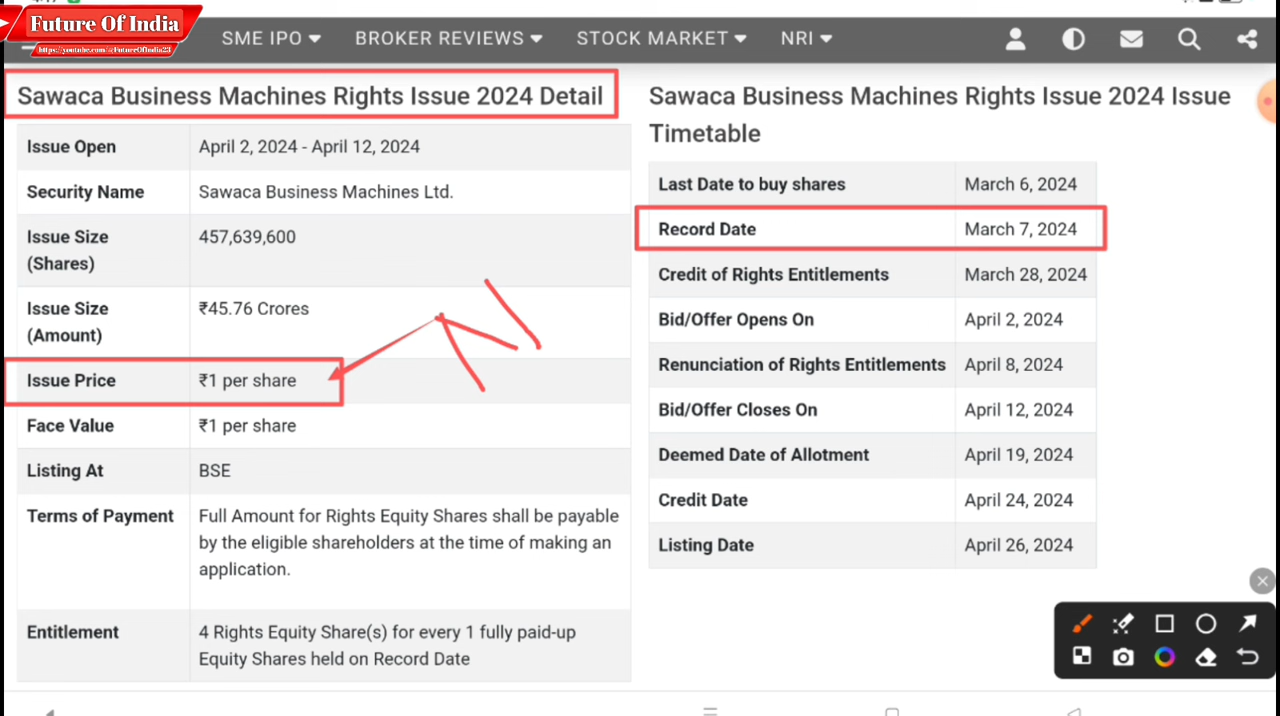 Future Of India
https://youtube.com/@FutureOfIndia23
SME IPO
BROKER REVIEWS
STOCK MARKET
NRI
Sawaca Business Machines Rights Issue 2024 Detail
Issue Open April 2, 2024 - April 12, 2024
Security Name Sawaca Business Machines Ltd.
Issue Size
(Shares)
457,639,600
Issue Size
(Amount)
₹45.76 Crores
Issue Price ₹1 per share
Face Value ₹1 per share
Listing At BSE
Terms of Payment Full Amount for Rights Equity Shares shall be payable
by the eligible shareholders at the time of making an
application.
Entitlement 4 Rights Equity Share(s) for every 1 fully paid-up
Equity Shares held on Record Date
Sawaca Business Machines Rights Issue 2024 Issue
Timetable
Last Date to buy shares March 6, 2024
Record Date March 7, 2024
Credit of Rights Entitlements March 28, 2024
Bid/Offer Opens On April 2, 2024
Renunciation of Rights Entitlements April 8, 2024
Bid/Offer Closes On April 12, 2024
Deemed Date of Allotment April 19, 2024
Credit Date April 24, 2024
Listing Date April 26, 2024